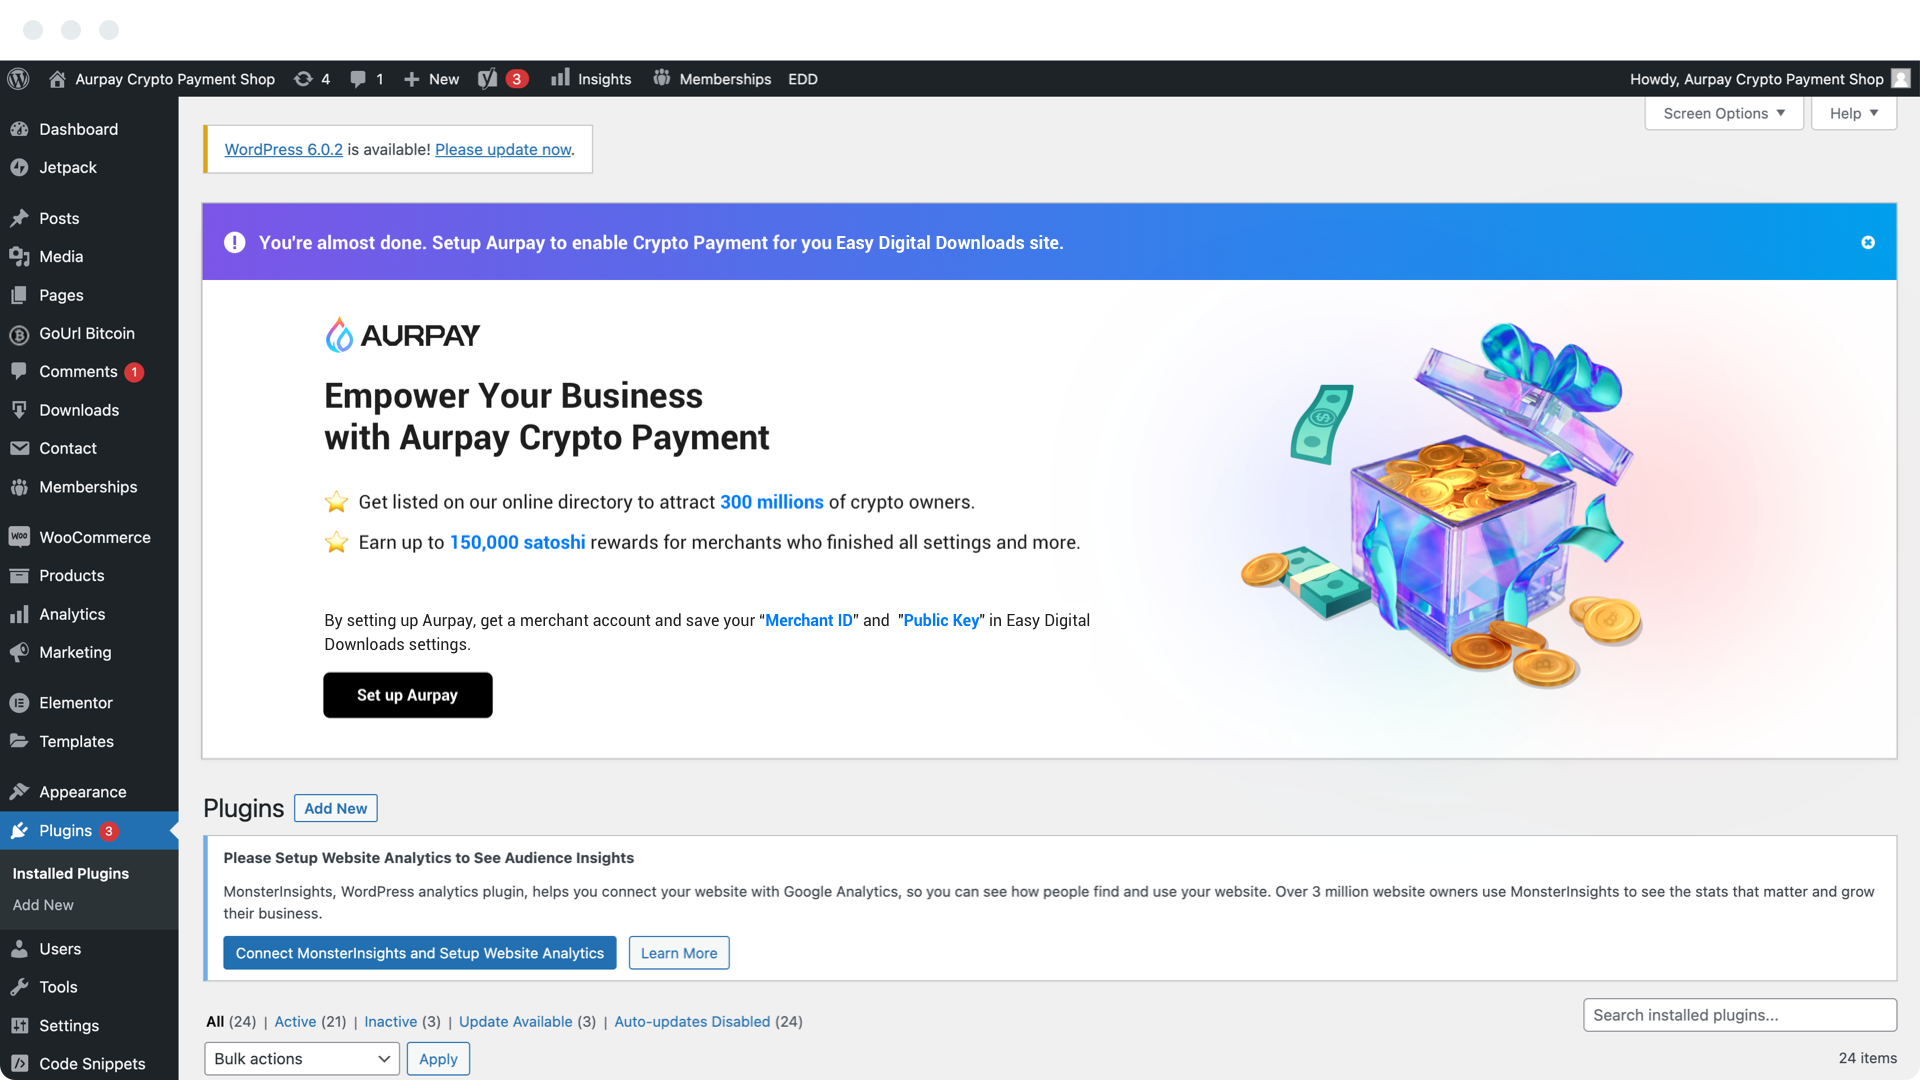 Aurpay Crypto Payment Shop 4 1 New 3 Insights Memberships EDD Howdy, Aurpay Crypto Payment Shop
Screen Options Help
Dashboard
Jetpack
Posts
Media
Pages
GoUrl Bitcoin
Comments 1
Downloads
Contact
Memberships
WooCommerce
Products
Analytics
Marketing
Elementor
Templates
Appearance
Plugins 3
Installed Plugins
Add New
Users
Tools
Settings
Code Snippets
WordPress 6.0.2 is available! Please update now.
You're almost done. Setup Aurpay to enable Crypto Payment for you Easy Digital Downloads site.
AURPAY
Empower Your Business
with Aurpay Crypto Payment
Get listed on our online directory to attract 300 millions of crypto owners.
Earn up to 150,000 satoshi rewards for merchants who finished all settings and more.
By setting up Aurpay, get a merchant account and save your “Merchant ID” and "Public Key" in Easy Digital
Downloads settings.
Set up Aurpay
Plugins Add New
Please Setup Website Analytics to See Audience Insights
MonsterInsights, WordPress analytics plugin, helps you connect your website with Google Analytics, so you can see how people find and use your website. Over 3 million website owners use MonsterInsights to see the stats that matter and grow
their business.
Connect MonsterInsights and Setup Website Analytics Learn More
All (24) | Active (21) | Inactive (3) | Update Available (3) | Auto-updates Disabled (24)
Search installed plugins...
Bulk actions Apply
24 items